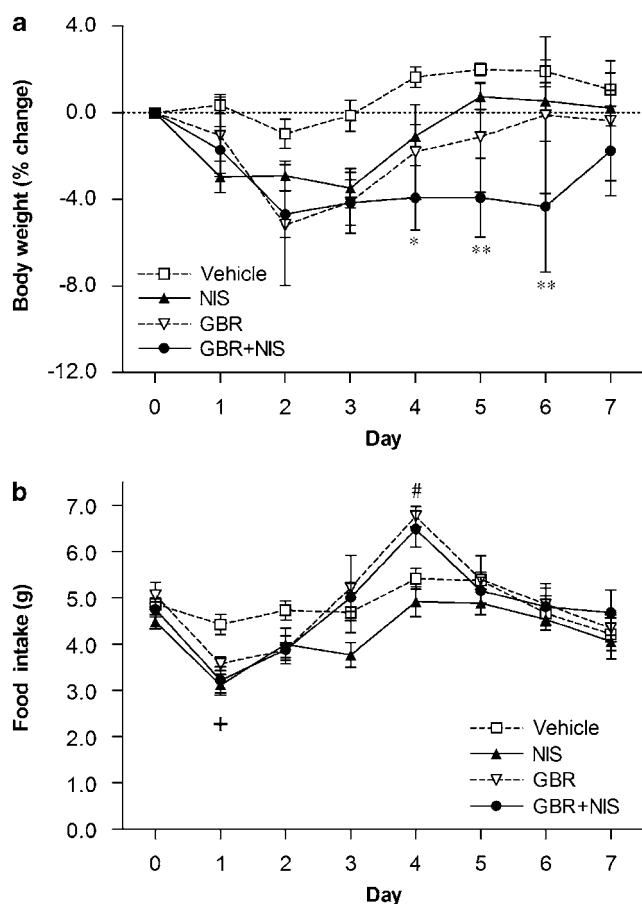 a
Body weight (% change)
4.0
0.0
-4.0
-8.0
-12.0
Vehicle
NIS
GBR
GBR+NIS
*
**
**
0 1 2 3 4 5 6 7
Day
b
Food intake (g)
7.0
6.0
5.0
4.0
3.0
2.0
1.0
0.0
#
+
Vehicle
NIS
GBR
GBR+NIS
0 1 2 3 4 5 6 7
Day